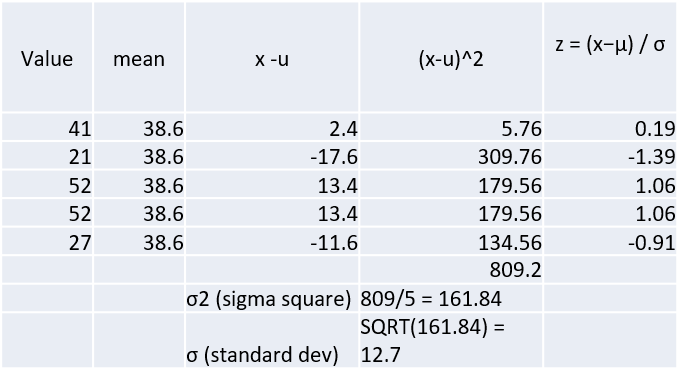 Value mean x -u (x-u)^2 z = (x−μ) / σ
41 38.6 2.4 5.76 0.19
21 38.6 -17.6 309.76 -1.39
52 38.6 13.4 179.56 1.06
52 38.6 13.4 179.56 1.06
27 38.6 -11.6 134.56 -0.91
809.2
σ2 (sigma square) 809/5 = 161.84
SQRT(161.84) =
σ (standard dev) 12.7